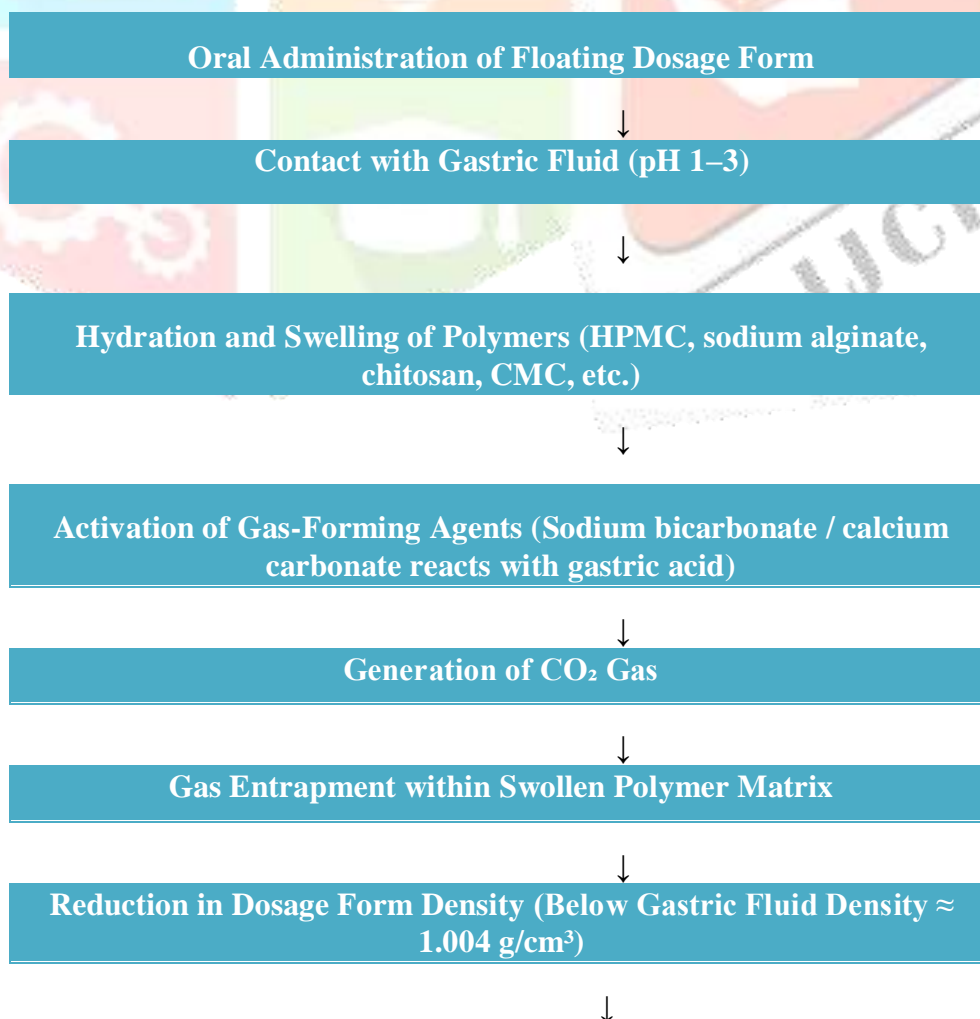 Oral Administration of Floating Dosage Form
↓
Contact with Gastric Fluid (pH 1–3)
↓
Hydration and Swelling of Polymers (HPMC, sodium alginate,
chitosan, CMC, etc.)
↓
Activation of Gas-Forming Agents (Sodium bicarbonate / calcium
carbonate reacts with gastric acid)
↓
Generation of CO₂ Gas
↓
Gas Entrapment within Swollen Polymer Matrix
↓
Reduction in Dosage Form Density (Below Gastric Fluid Density ≈
1.004 g/cm³)
↓